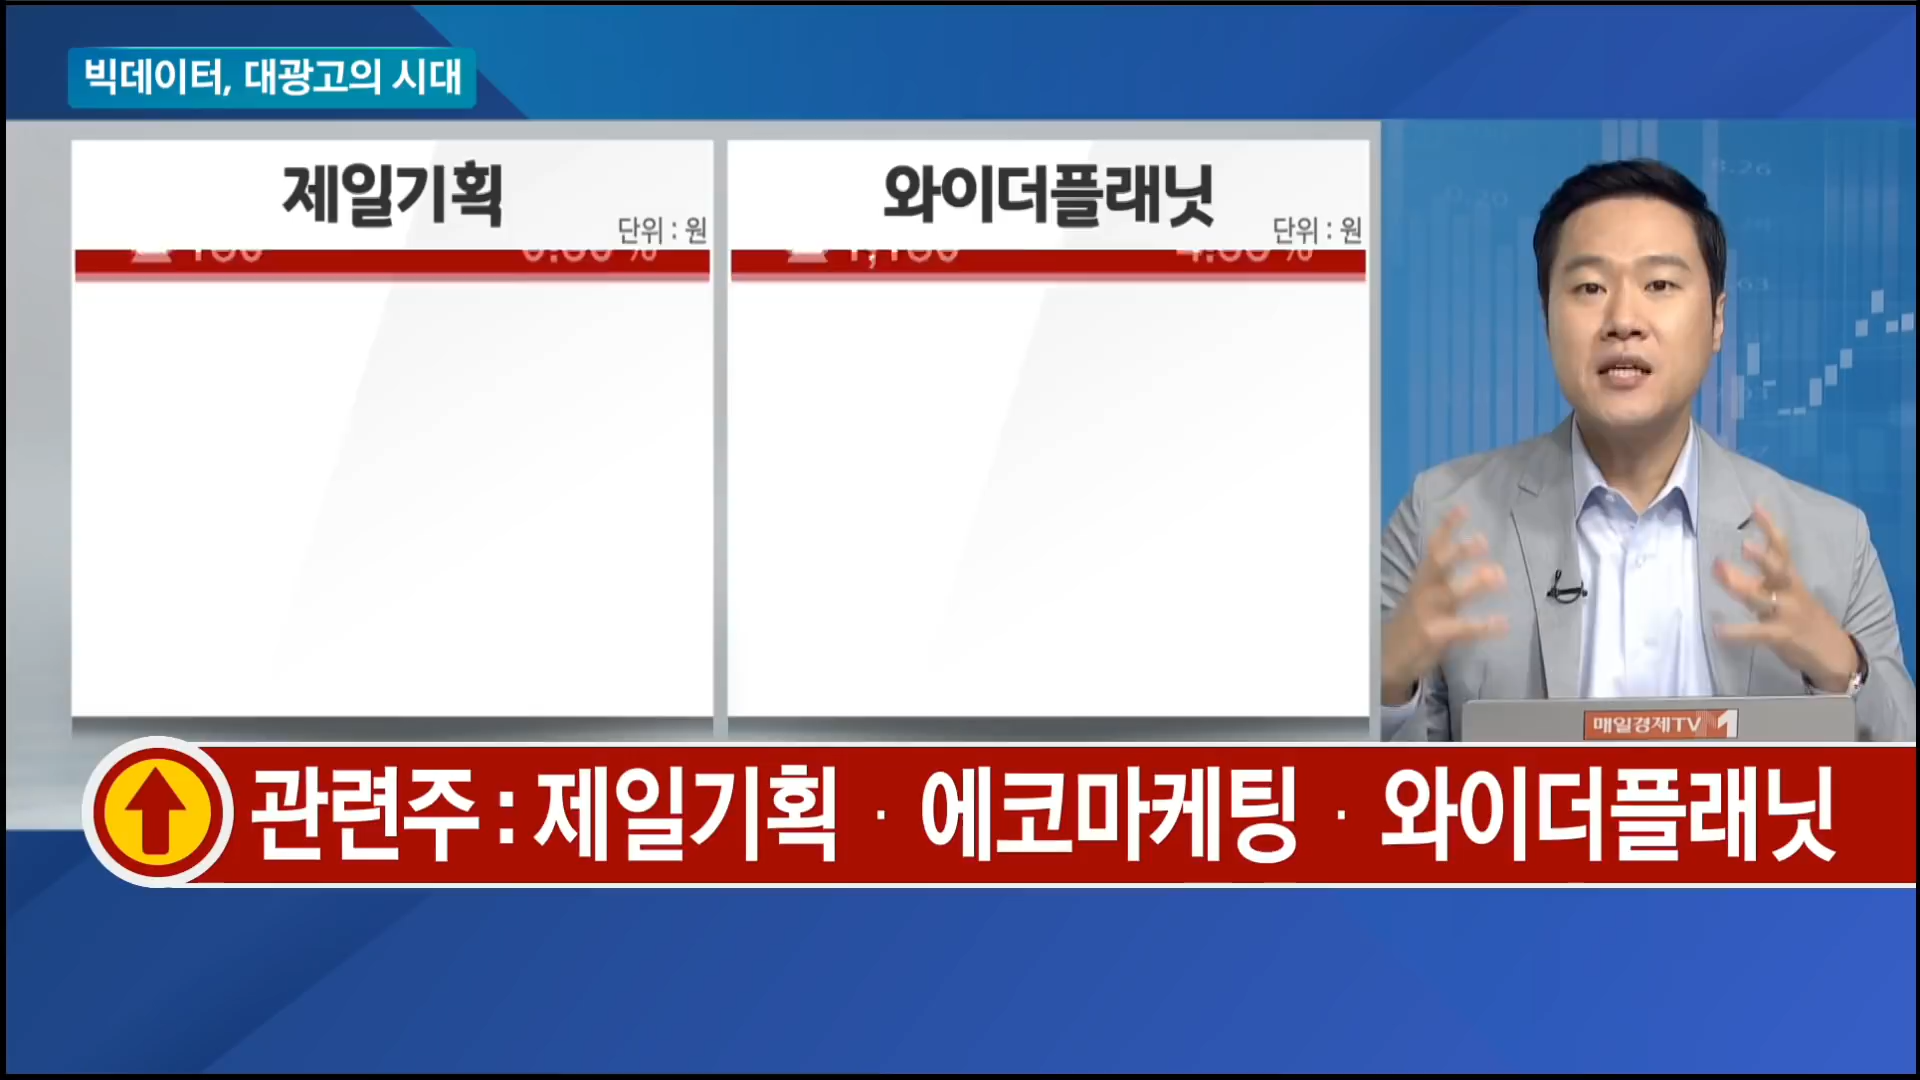 빅데이터, 대광고의 시대
제일기획
단위 : 원
와이더플래닛
단위 : 원
매일경제TV 1
관련주 : 제일기획 · 에코마케팅 · 와이더플래닛